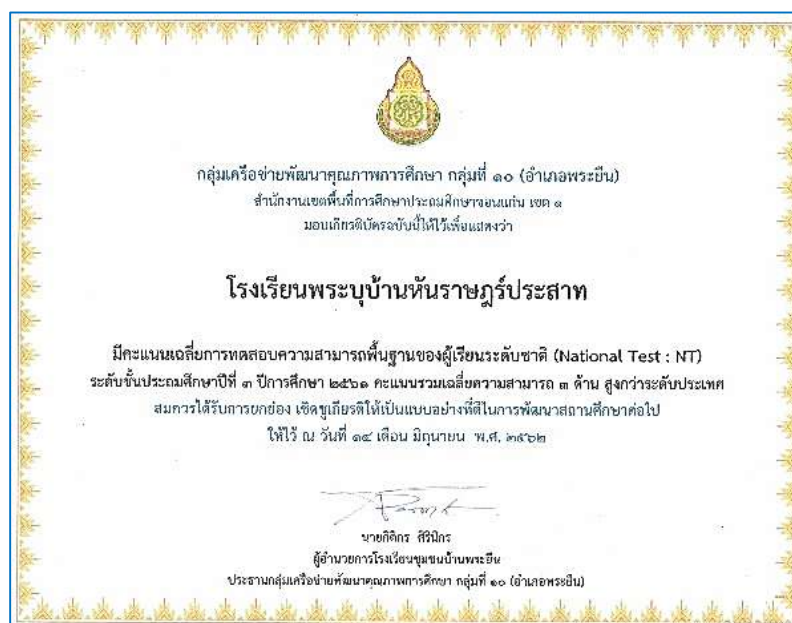 กลุ่มเครือข่ายพัฒนาคุณภาพการศึกษา กลุ่มที่ ๑๐ (อำเภอพระยืน)
สำนักงานเขตพื้นที่การศึกษาประถมศึกษาขอนแก่น เขต ๑
มอบเกียรติบัตรฉบับนี้ให้ไว้เพื่อแสดงว่า
โรงเรียนพระบุบ้านหันราษฎร์ประสาท
มีคะแนนเฉลี่ยการทดสอบความสามารถพื้นฐานของผู้เรียนระดับชาติ (National Test : NT)
ระดับชั้นประถมศึกษาปีที่ ๓ ปีการศึกษา ๒๕๖๑ คะแนนรวมเฉลี่ยความสามารถ ๓ ด้าน สูงกว่าระดับประเทศ
สมควรได้รับการยกย่อง เชิดชูเกียรติให้เป็นแบบอย่างที่ดีในการพัฒนาสถานศึกษาต่อไป
ให้ไว้ ณ วันที่ ๑๔ เดือน มิถุนายน พ.ศ. ๒๕๖๒
นายกิติกร สิรินิกร
ผู้อำนวยการโรงเรียนชุมชนบ้านพระยืน
ประธานกลุ่มเครือข่ายพัฒนาคุณภาพการศึกษา กลุ่มที่ ๑๐ (อำเภอพระยืน)